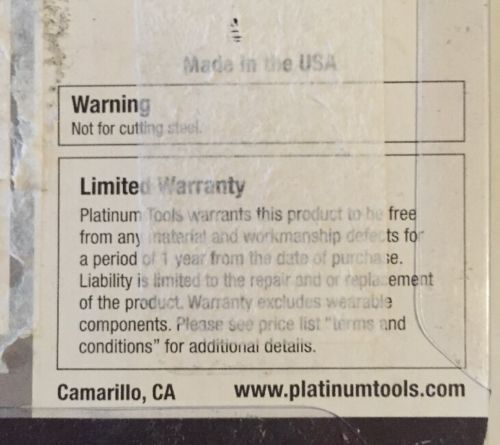 Made in the USA
Warning
Not for cutting steel.
Limited Warranty
Platinum Tools warrants this product to be free
from any material and workmanship defects for
a period of 1 year from the date of purchase.
Liability is limited to the repair and or replacement
of the product. Warranty excludes wearable
components. Please see price list "terms and
conditions" for additional details.
Camarillo, CA www.platinumtools.com